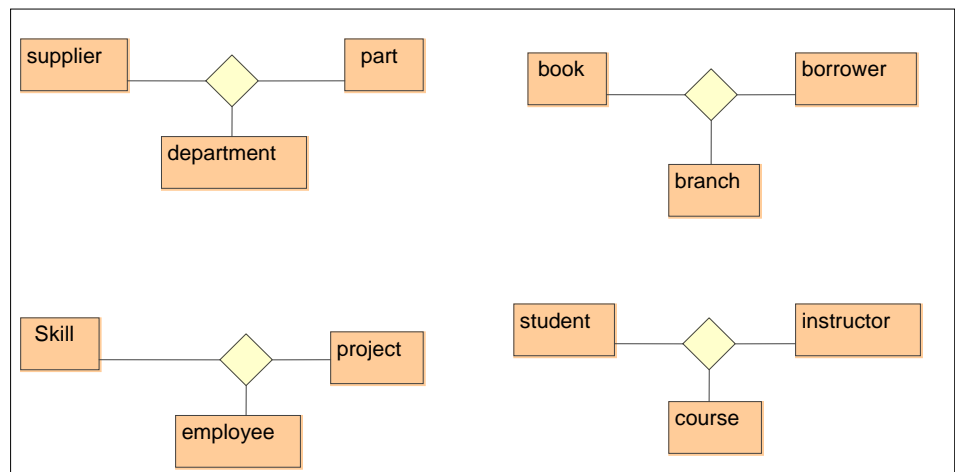 supplier
part
department
book
borrower
branch
Skill
project
employee
student
instructor
course